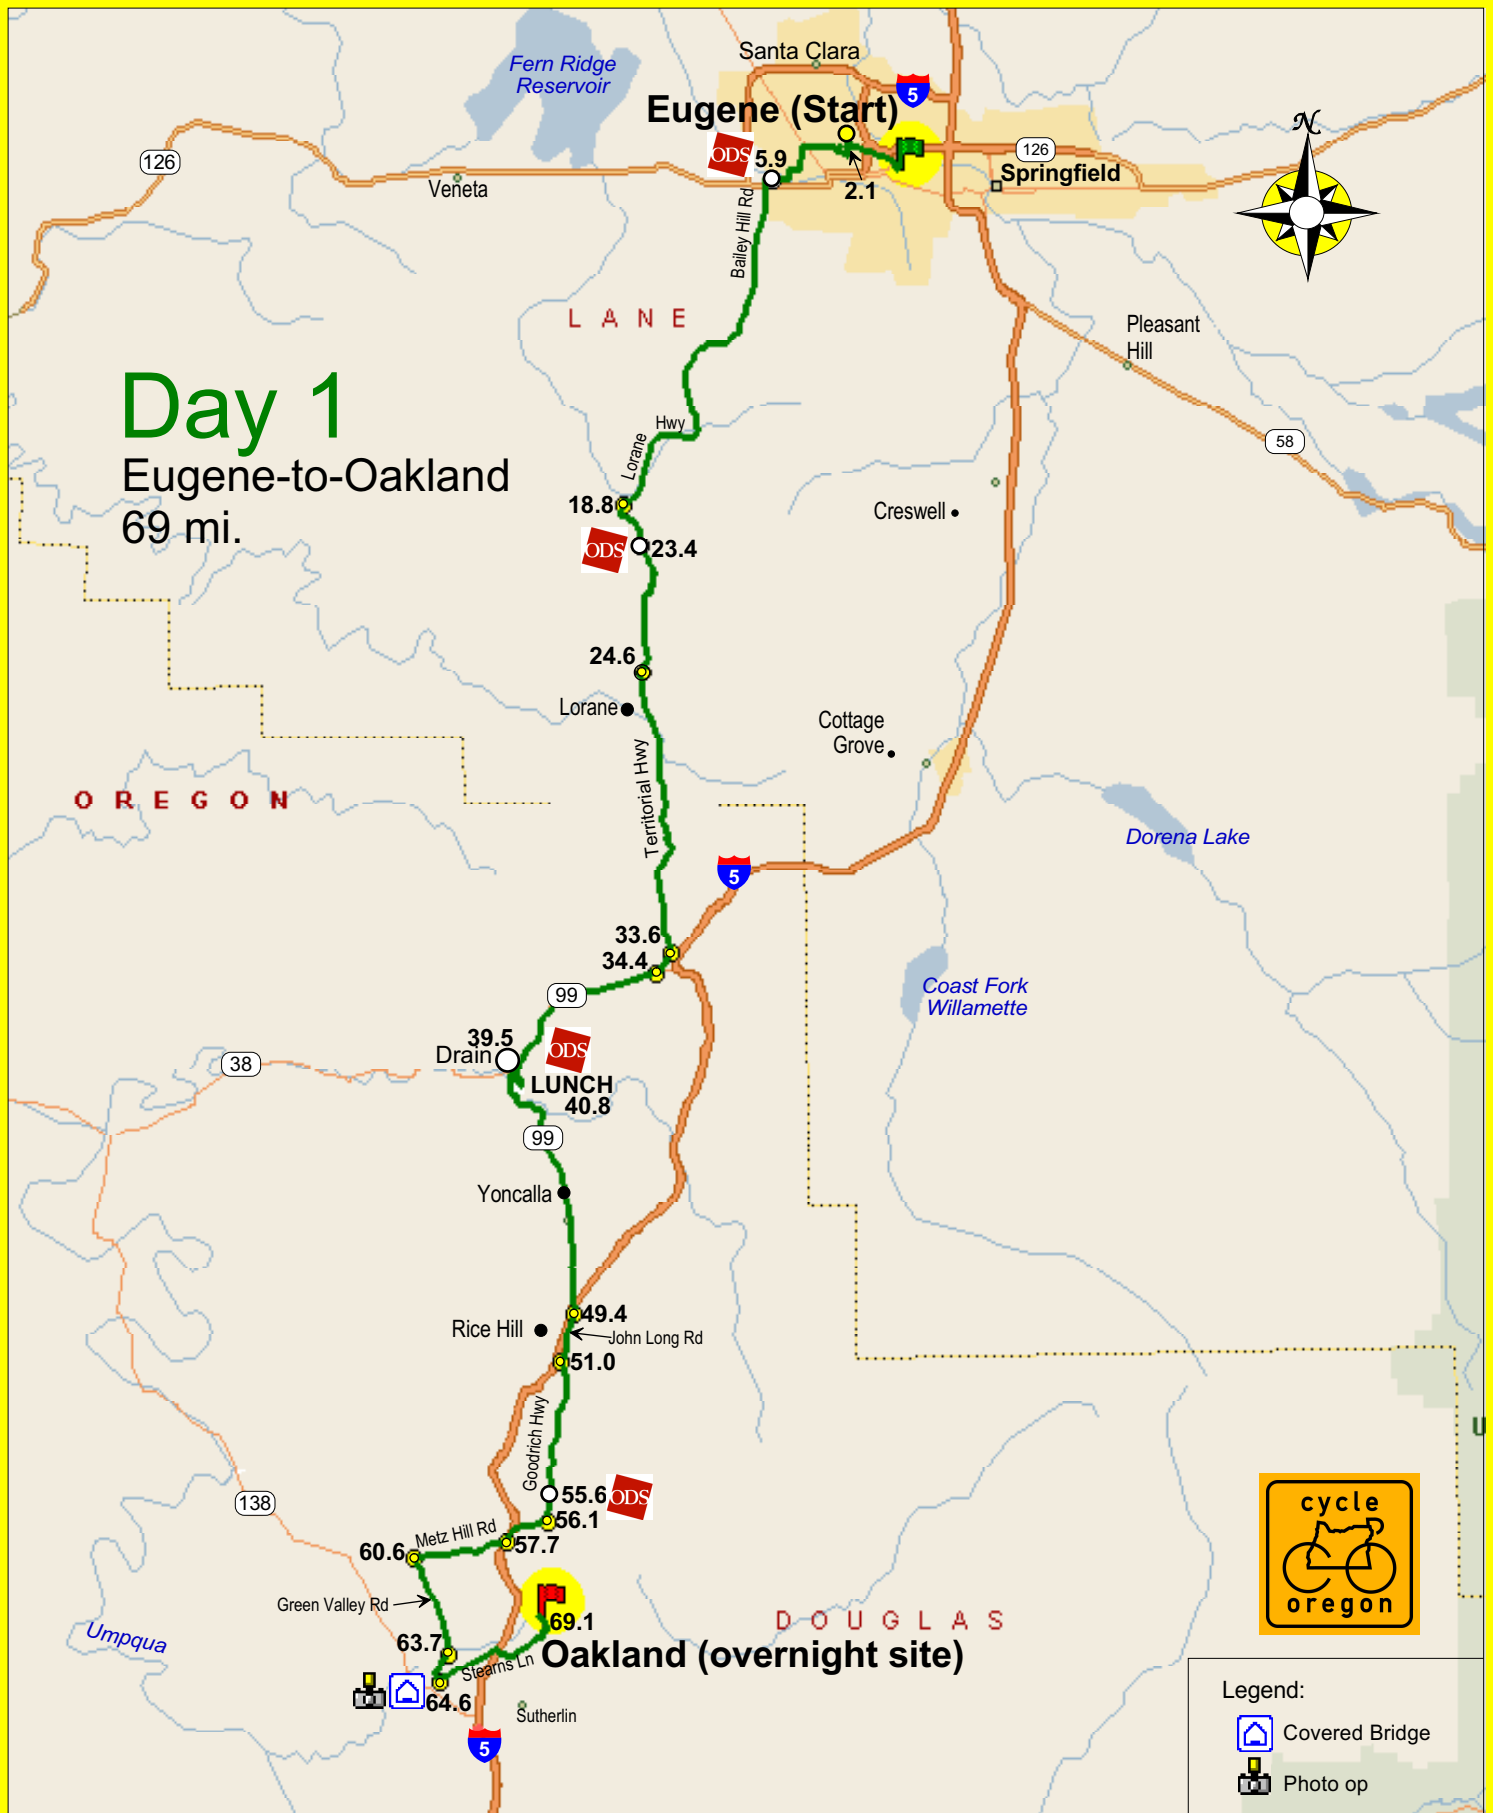 Santa Clara
Fern Ridge
Reservoir
5
Eugene (Start)
ODS
5.9
126
126
Springfield
Veneta
2.1
N
Bailey Hill Rd
LANE
Pleasant
Hill
Day 1
Eugene-to-Oakland
69 mi.
Hwy
Lorane
58
18.8
Creswell
ODS
23.4
24.6
Lorane
Cottage
Grove
Territorial Hwy
OREGON
Dorena Lake
5
33.6
34.4
99
Coast Fork
Willamette
39.5
Drain
ODS
38
LUNCH
40.8
99
Yoncalla
49.4
Rice Hill
John Long Rd
51.0
Goodrich Hwy
U
55.6
ODS
56.1
138
Metz Hill Rd
57.7
60.6
cycle
oregon
Green Valley Rd
69.1
DOUGLAS
Umpqua
63.7
Oakland (overnight site)
Stearns Ln
64.6
Sutherlin
5
Legend:
Covered Bridge
Photo op